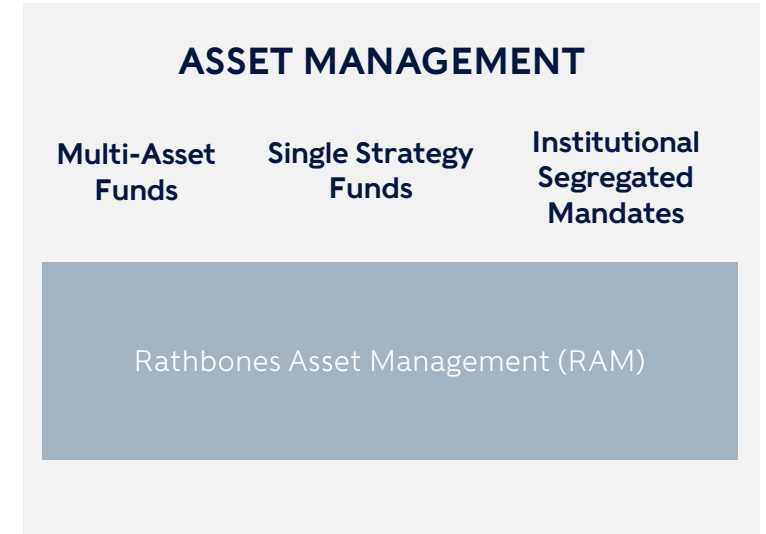 ASSET MANAGEMENT
Multi-Asset
Funds
Single Strategy
Funds
Institutional
Segregated
Mandates
Rathbones Asset Management (RAM)